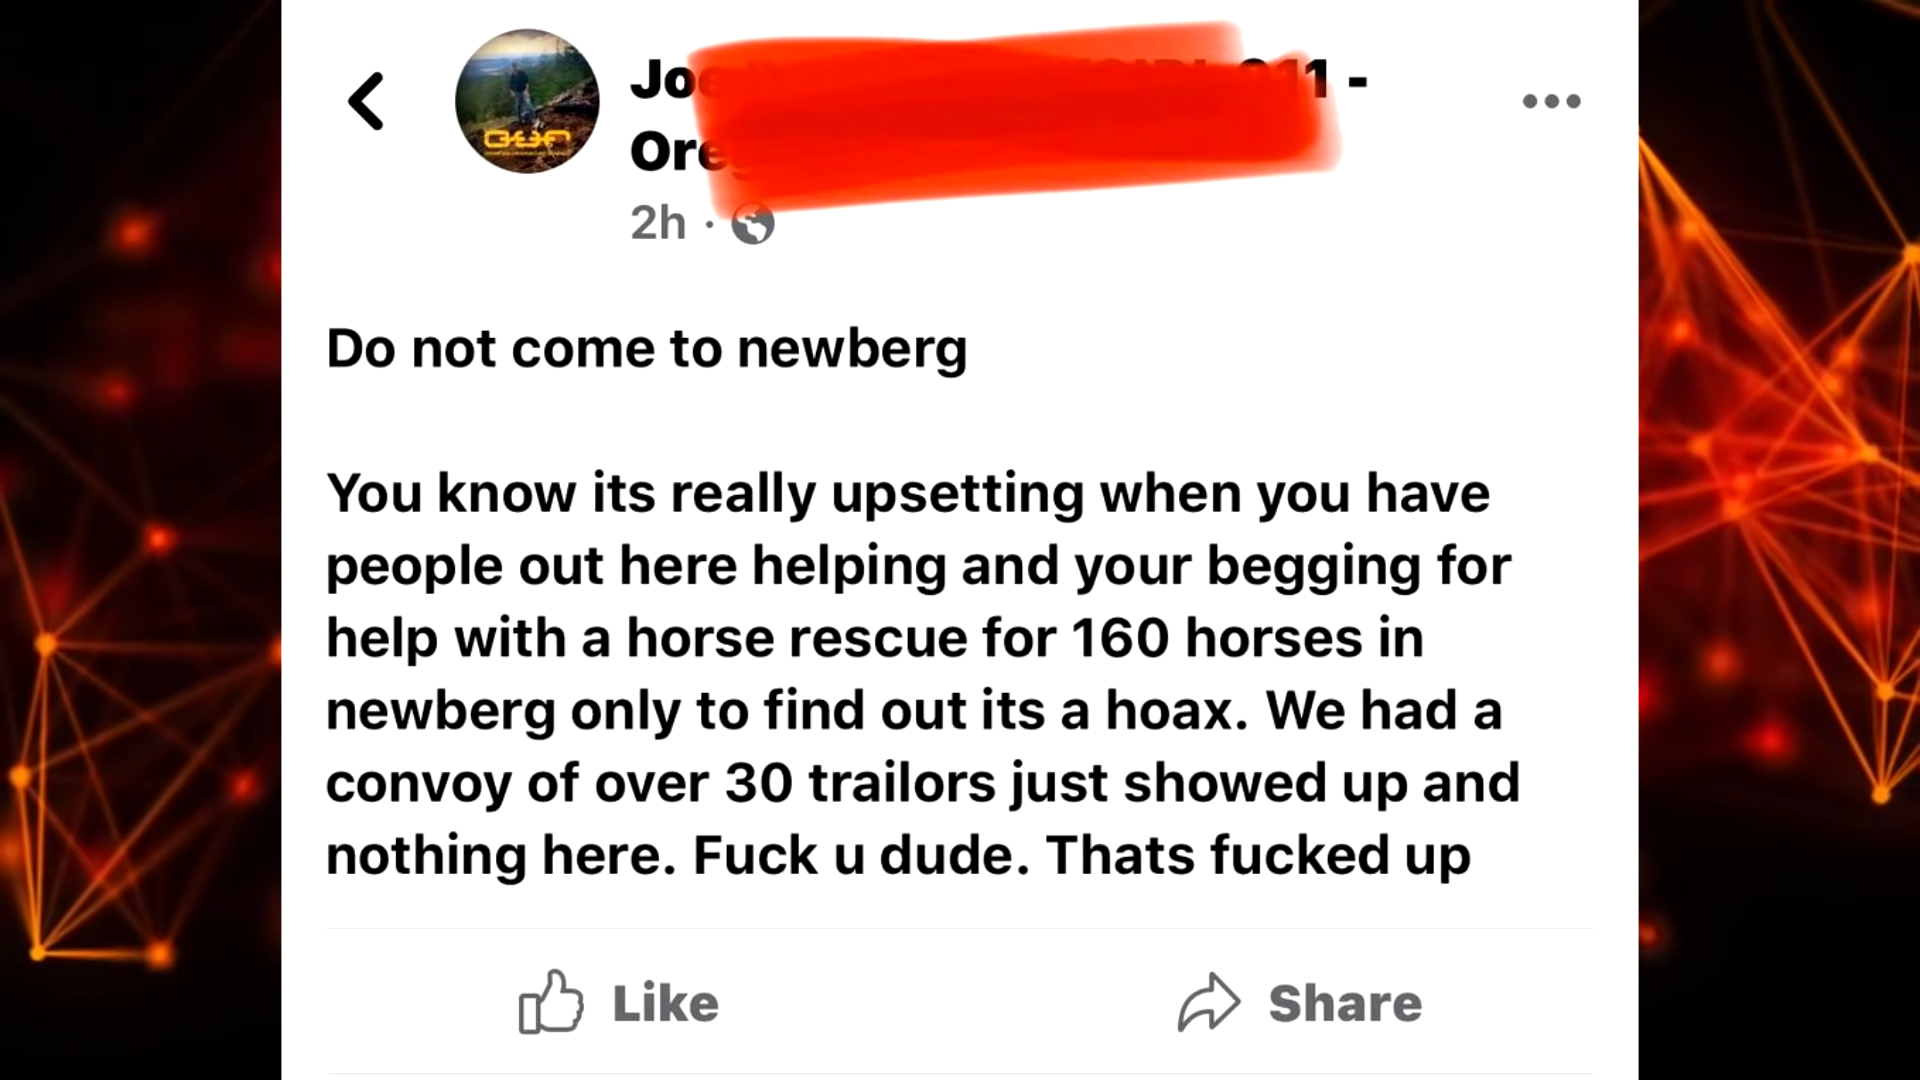 Joe
11 -
Ore
2h ·
Do not come to newberg
You know its really upsetting when you have
people out here helping and your begging for
help with a horse rescue for 160 horses in
newberg only to find out its a hoax. We had a
convoy of over 30 trailors just showed up and
nothing here. Fuck u dude. Thats fucked up
Like
Share